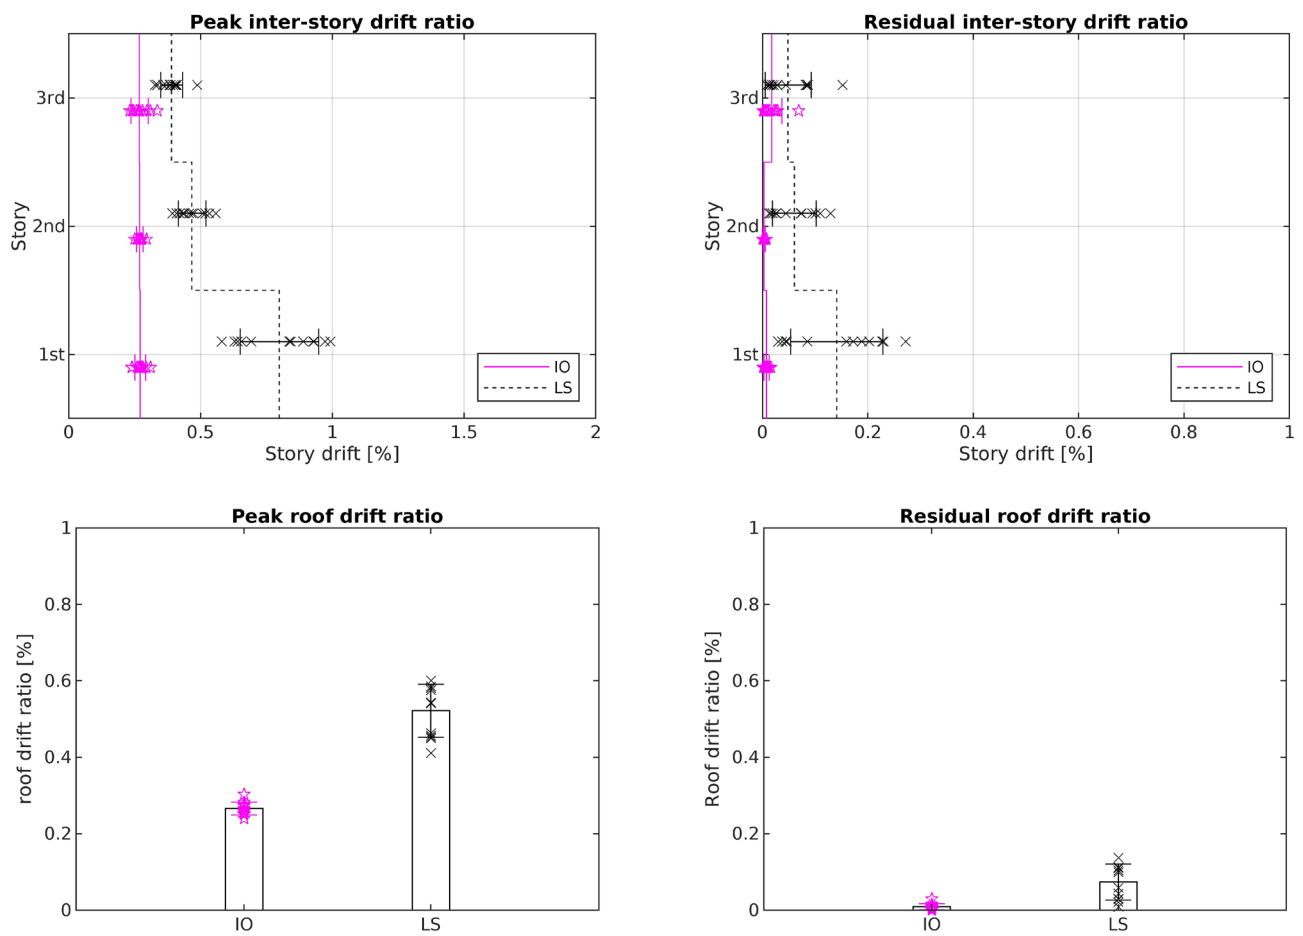 Peak inter-story drift ratio
Story
3rd
2nd
1st
IO
LS
0 0.5 1 1.5 2
Story drift [%]
Residual inter-story drift ratio
Story
3rd
2nd
1st
IO
LS
0 0.2 0.4 0.6 0.8 1
Story drift [%]
Peak roof drift ratio
roof drift ratio [%]
1
0.8
0.6
0.4
0.2
0
IO LS
Residual roof drift ratio
Roof drift ratio [%]
1
0.8
0.6
0.4
0.2
0
IO LS